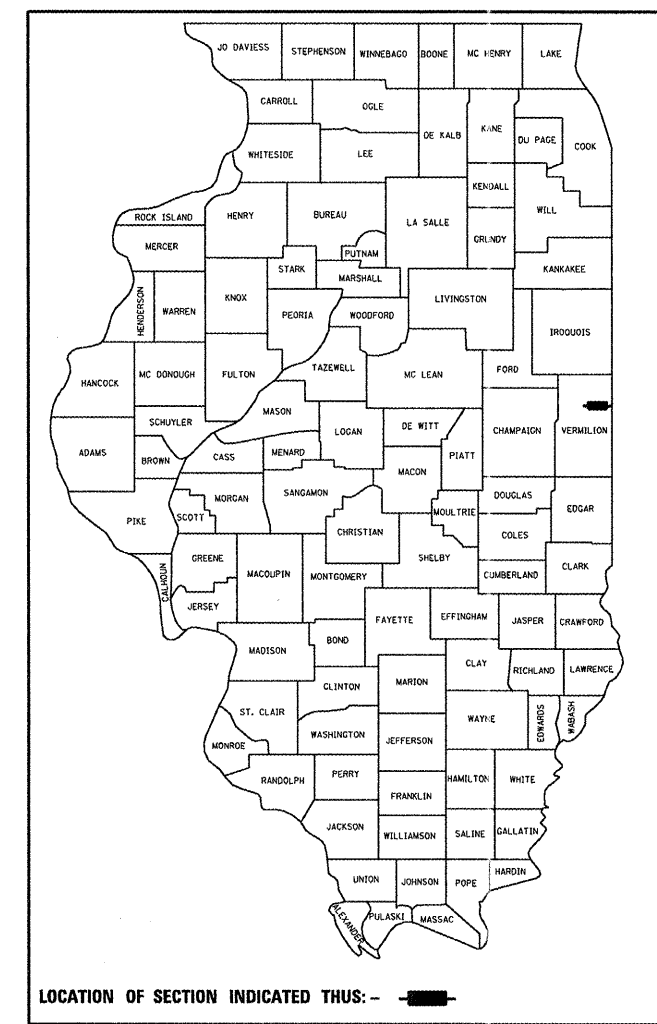 JO DAVIESS STEPHENSON WINNEBAGO BOONE MC HENRY LAKE
CARROLL OGLE DE KALB KANE DU PAGE COOK
WHITESIDE LEE
KENDALL WILL
ROCK ISLAND HENRY BUREAU LA SALLE GRUNDY
MERCER PUTNAM KANKAKEE
STARK MARSHALL
HENDERSON WARREN KNOX PEORIA WOODFORD LIVINGSTON IROQUOIS
HANCOCK MC DONOUGH FULTON TAZEWELL MC LEAN FORD
SCHUYLER MASON LOGAN DE WITT CHAMPAIGN VERMILION
ADAMS BROWN CASS MENARD MACON PIATT
PIKE SCOTT MORGAN SANGAMON CHRISTIAN MOULTRIE DOUGLAS EDGAR
COLES
CALHOUN GREENE MACOUPIN MONTGOMERY SHELBY CUMBERLAND CLARK
JERSEY FAYETTE EFFINGHAM JASPER CRAWFORD
MADISON BOND CLAY RICHLAND LAWRENCE
CLINTON MARION
ST. CLAIR WASHINGTON WAYNE EDWARDS WABASH
MONROE JEFFERSON
RANDOLPH PERRY HAMILTON WHITE
FRANKLIN
JACKSON WILLIAMSON SALINE GALLATIN
UNION JOHNSON POPE HARDIN
ALEXANDER PULASKI MASSAC
LOCATION OF SECTION INDICATED THUS: -